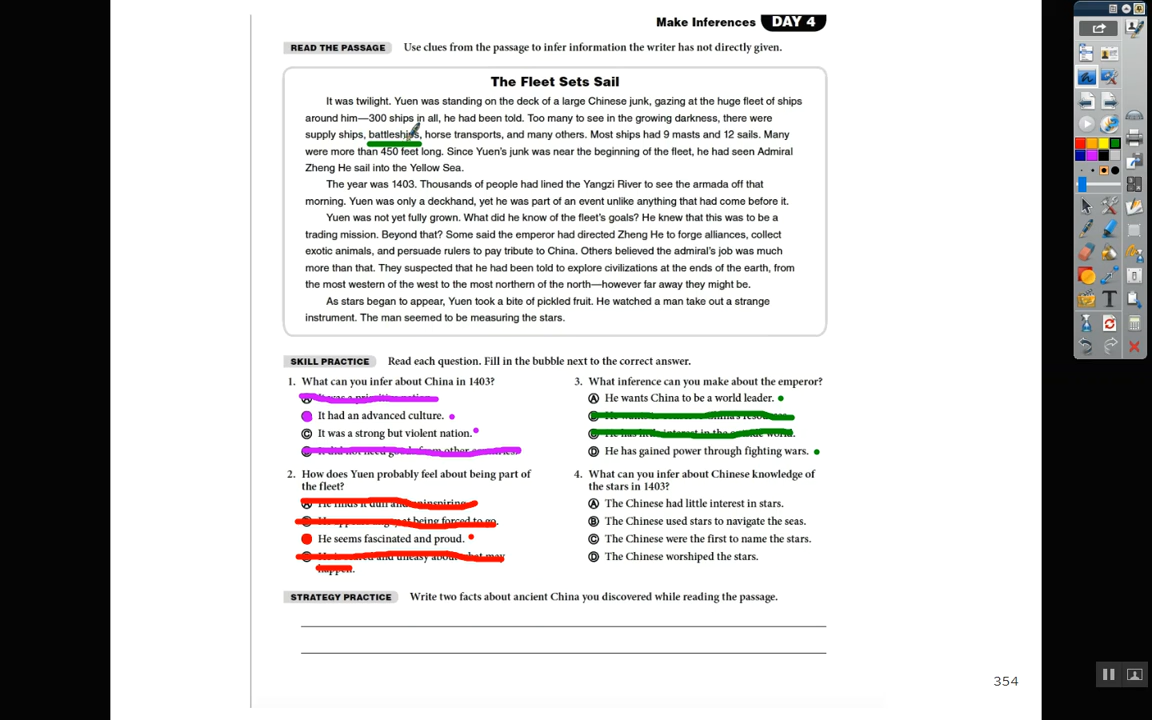 Make Inferences DAY 4
READ THE PASSAGE Use clues from the passage to infer information the writer has not directly given.
The Fleet Sets Sail
It was twilight. Yuen was standing on the deck of a large Chinese junk, gazing at the huge fleet of ships
around him—300 ships in all, he had been told. Too many to see in the growing darkness, there were
supply ships, battleships, horse transports, and many others. Most ships had 9 masts and 12 sails. Many
were more than 450 feet long. Since Yuen's junk was near the beginning of the fleet, he had seen Admiral
Zheng He sail into the Yellow Sea.
The year was 1403. Thousands of people had lined the Yangzi River to see the armada off that
morning. Yuen was only a deckhand, yet he was part of an event unlike anything that had come before it.
Yuen was not yet fully grown. What did he know of the fleet's goals? He knew that this was to be a
trading mission. Beyond that? Some said the emperor had directed Zheng He to forge alliances, collect
exotic animals, and persuade rulers to pay tribute to China. Others believed the admiral's job was much
more than that. They suspected that he had been told to explore civilizations at the ends of the earth, from
the most western of the west to the most northern of the north—however far away they might be.
As stars began to appear, Yuen took a bite of pickled fruit. He watched a man take out a strange
instrument. The man seemed to be measuring the stars.
SKILL PRACTICE Read each question. Fill in the bubble next to the correct answer.
1. What can you infer about China in 1403?
It had an advanced culture.
C It was a strong but violent nation.
2. How does Yuen probably feel about being part of
the fleet?
A He finds it dull and uninspiring.
being forced to go.
He seems fascinated and proud.
and uneasy about what may
happen.
3. What inference can you make about the emperor?
A He wants China to be a world leader.
D He has gained power through fighting wars.
4. What can you infer about Chinese knowledge of
the stars in 1403?
A The Chinese had little interest in stars.
B The Chinese used stars to navigate the seas.
C The Chinese were the first to name the stars.
D The Chinese worshiped the stars.
STRATEGY PRACTICE Write two facts about ancient China you discovered while reading the passage.
354